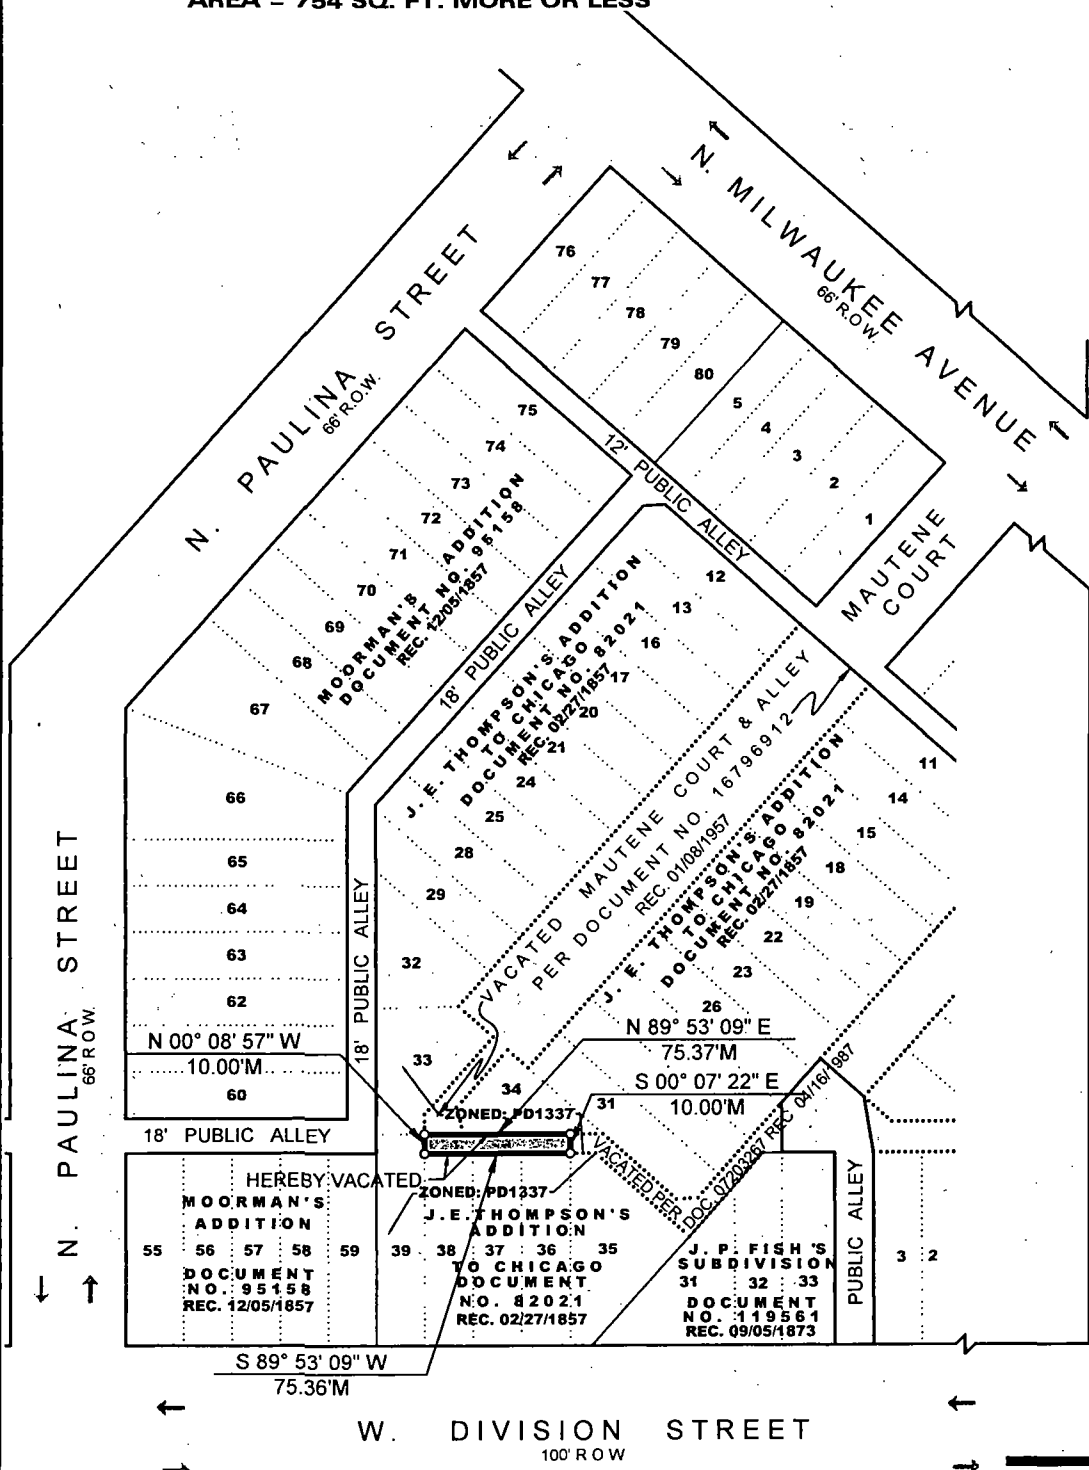 AREA = 754 SQ. FT. MORE OR LESS
N. MILWAUKEE AVENUE
66' R.O.W.
N. PAULINA STREET
66' R.O.W.
76
77
78
79
80
5
4
3
2
1
12' PUBLIC ALLEY
MAUTENE
COURT
75
74
73
72
71
70
69
68
67
MOORMAN'S ADDITION
DOCUMENT NO. 95158
REC. 12/05/1857
18' PUBLIC ALLEY
12
13
16
17
20
21
24
25
28
29
32
33
J. E. THOMPSON'S ADDITION
TO CHICAGO
DOCUMENT NO. 82021
REC. 02/27/1857
VACATED MAUTENE COURT & ALLEY
PER DOCUMENT NO. 16796912
REC. 01/08/1957
J. E. THOMPSON'S ADDITION
TO CHICAGO
DOCUMENT NO. 82021
REC. 02/27/1857
11
14
15
18
19
22
23
26
31
34
66
65
64
63
62
60
18' PUBLIC ALLEY
N. PAULINA STREET
66' R.O.W.
N 00° 08' 57" W
10.00'M
N 89° 53' 09" E
75.37'M
S 00° 07' 22" E
10.00'M
ZONED: PD1337
18' PUBLIC ALLEY
HEREBY VACATED
ZONED: PD1337
VACATED PER
DOC. 07203267 REC 04/16/1987
MOORMAN'S
ADDITION
55 56 57 58 59
DOCUMENT
NO. 95158
REC. 12/05/1857
J.E.THOMPSON'S
ADDITION
39 38 37 36 35
TO CHICAGO
DOCUMENT
NO. 82021
REC. 02/27/1857
J. P. FISH'S
SUBDIVISION
31 32 33
DOCUMENT
NO. 119561
REC. 09/05/1873
PUBLIC ALLEY
3 2
S 89° 53' 09" W
75.36'M
W. DIVISION STREET
100' R O W